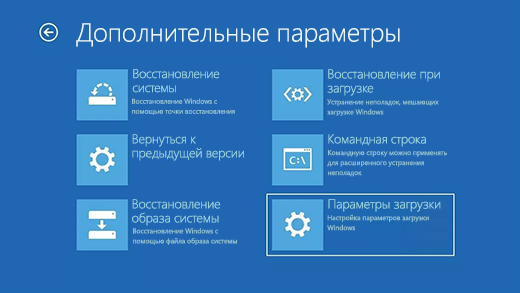 Дополнительные параметры
Восстановление
системы
Восстановление Windows с
помощью точки восстановления
Восстановление при
загрузке
Устранение неполадок, мешающих
загрузке Windows
Вернуться к
предыдущей версии
Командная строка
Командную строку можно применять
для расширенного устранения
неполадок
C:\
Восстановление
образа системы
Восстановление Windows с
помощью файла образа системы
Параметры загрузки
Настройка параметров загрузки
Windows